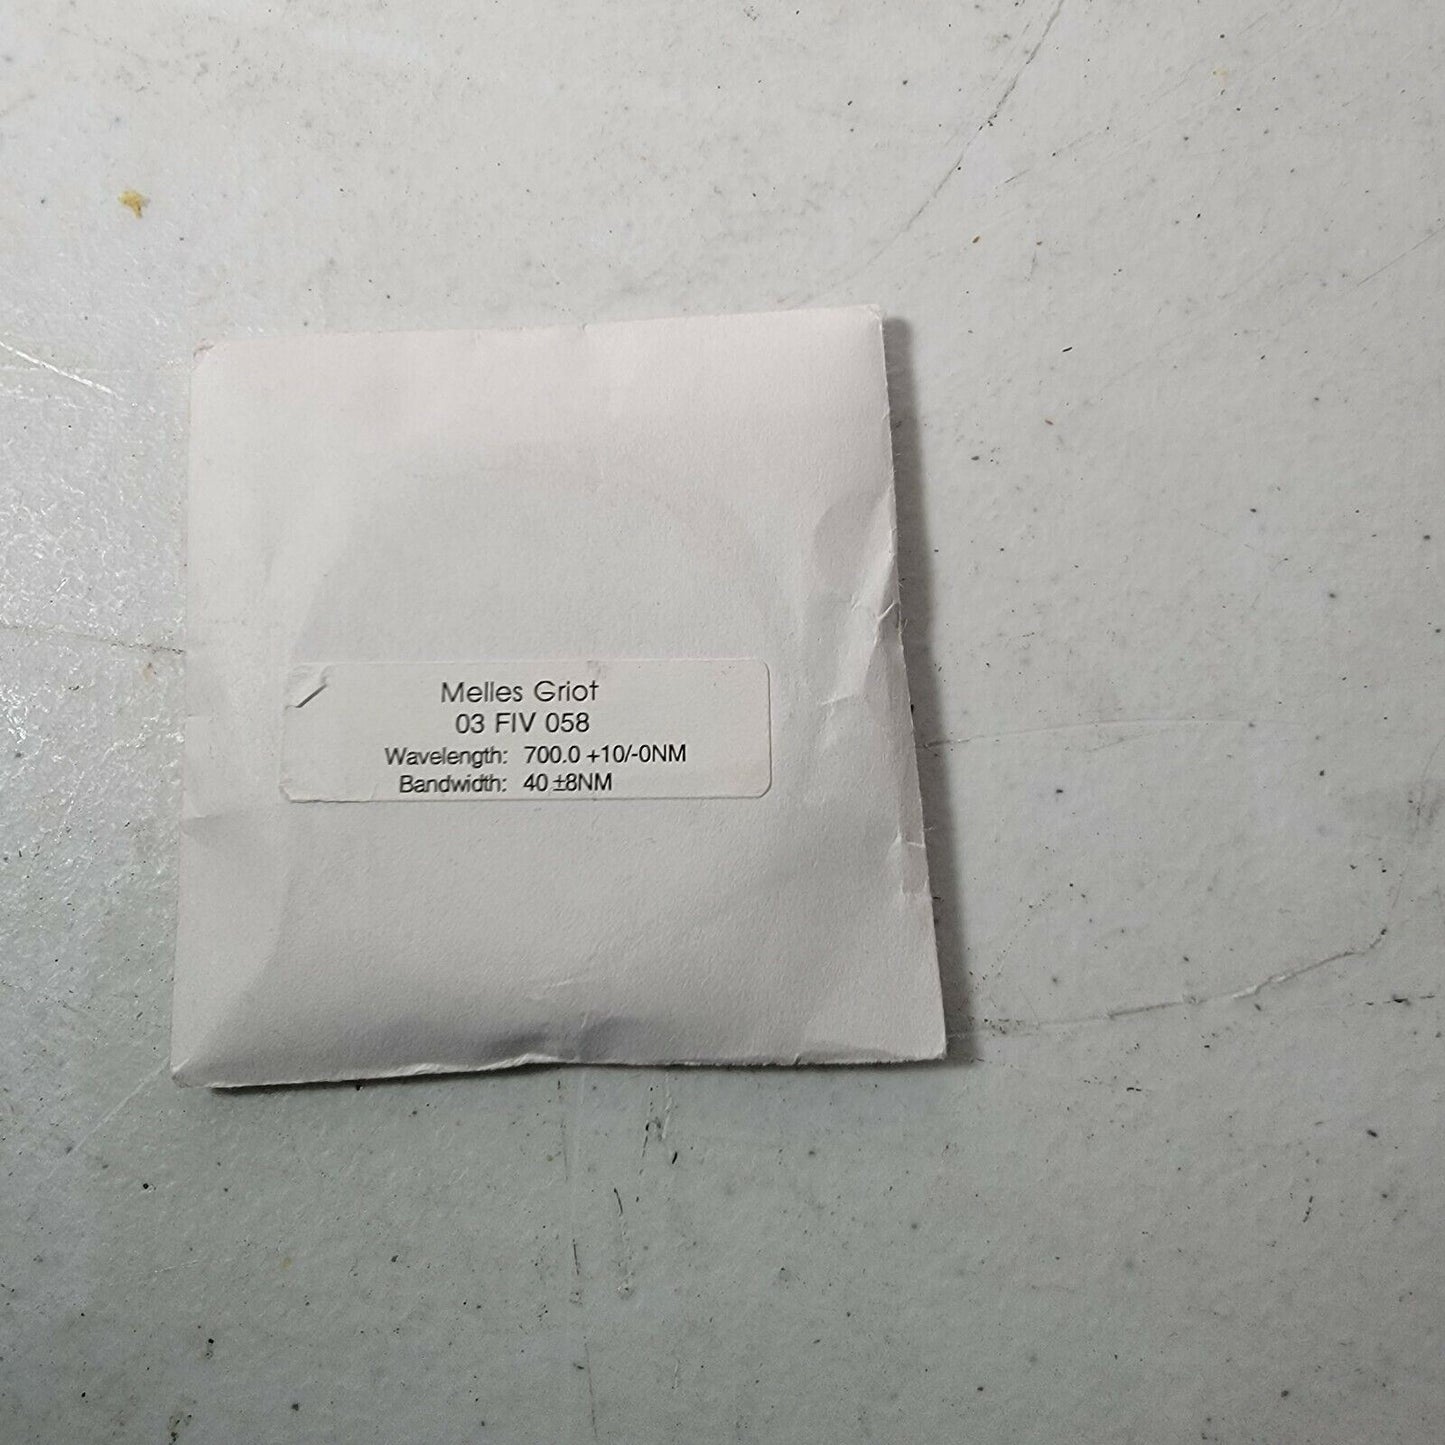 Melles Griot
03 FIV 058
Wavelength: 700.0 +10/-0NM
Bandwidth: 40 ±8NM